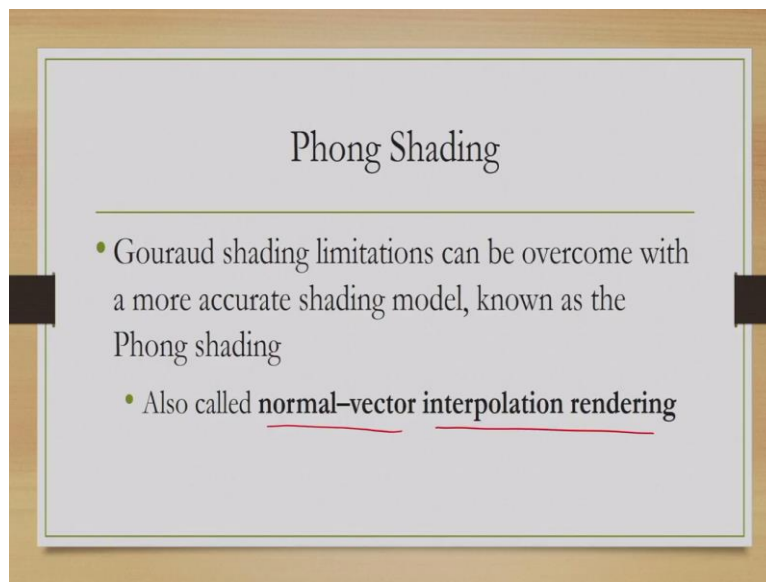 Phong Shading
• Gouraud shading limitations can be overcome with
a more accurate shading model, known as the
Phong shading
• Also called normal–vector interpolation rendering